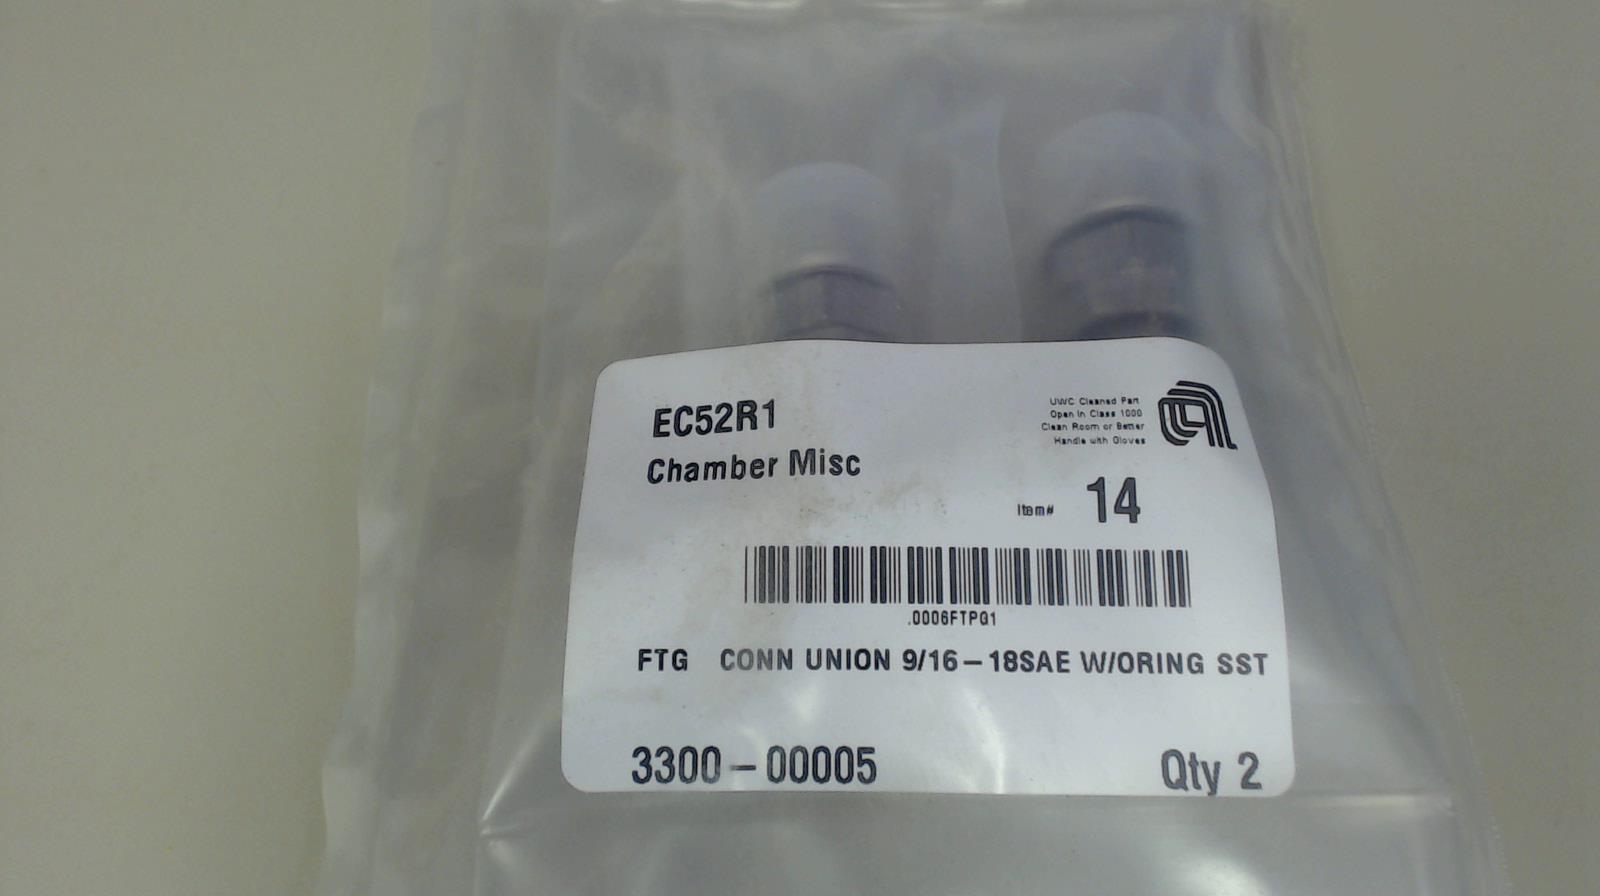 EC52R1
Chamber Misc
UWC Cleaned Part
Open In Class 1000
Clean Room or Better
Handle with Gloves
Item# 14
.0006FTPG1
FTG CONN UNION 9/16-18SAE W/ORING SST
3300-00005 Qty 2